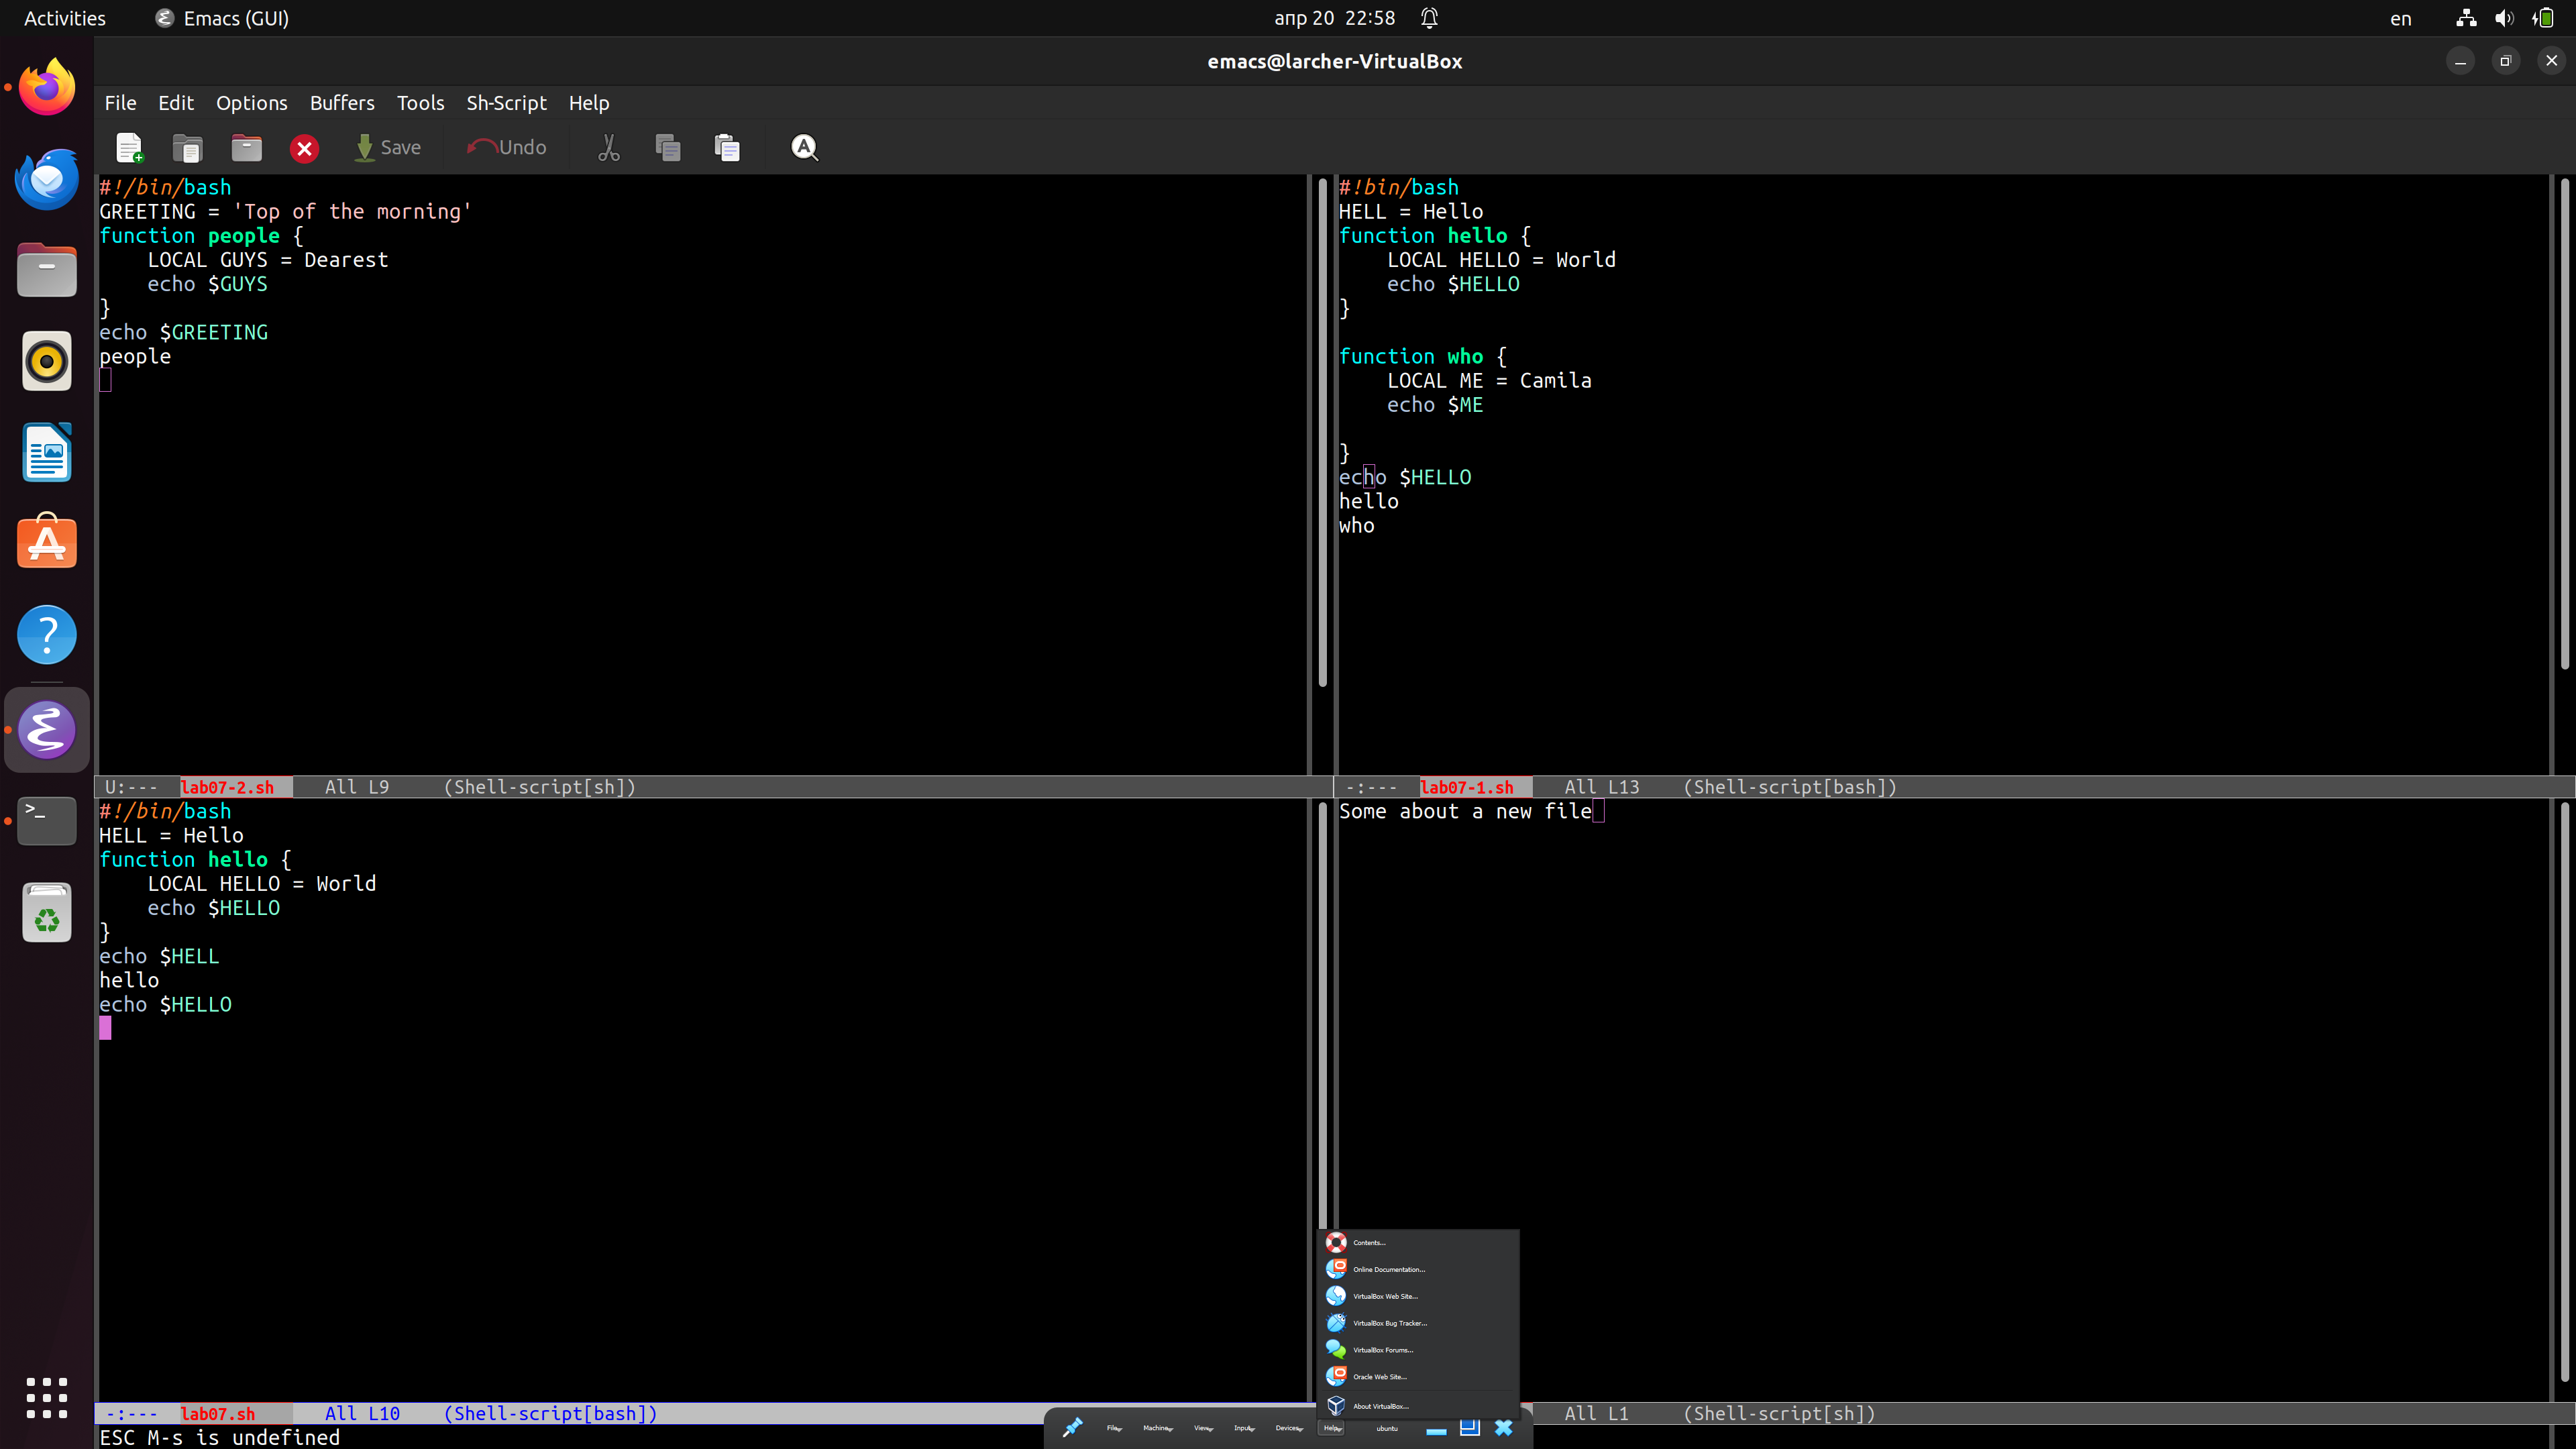 Activities Emacs (GUI) апр 20 22:58 en
emacs@larcher-VirtualBox
File Edit Options Buffers Tools Sh-Script Help
Save Undo
#!/bin/bash
GREETING = 'Top of the morning'
function people {
    LOCAL GUYS = Dearest
    echo $GUYS
}
echo $GREETING
people
U:--- lab07-2.sh All L9 (Shell-script[sh])
#!bin/bash
HELL = Hello
function hello {
    LOCAL HELLO = World
    echo $HELLO
}
function who {
    LOCAL ME = Camila
    echo $ME
}
echo $HELLO
hello
who
-:--- lab07-1.sh All L13 (Shell-script[bash])
#!/bin/bash
HELL = Hello
function hello {
    LOCAL HELLO = World
    echo $HELLO
}
echo $HELL
hello
echo $HELLO
-:--- lab07.sh All L10 (Shell-script[bash])
Some about a new file
All L1 (Shell-script[sh])
Contents...
Online Documentation...
VirtualBox Web Site...
VirtualBox Bug Tracker...
VirtualBox Forums...
Oracle Web Site...
About VirtualBox...
File Machine View Input Devices Help ubuntu
ESC M-s is undefined